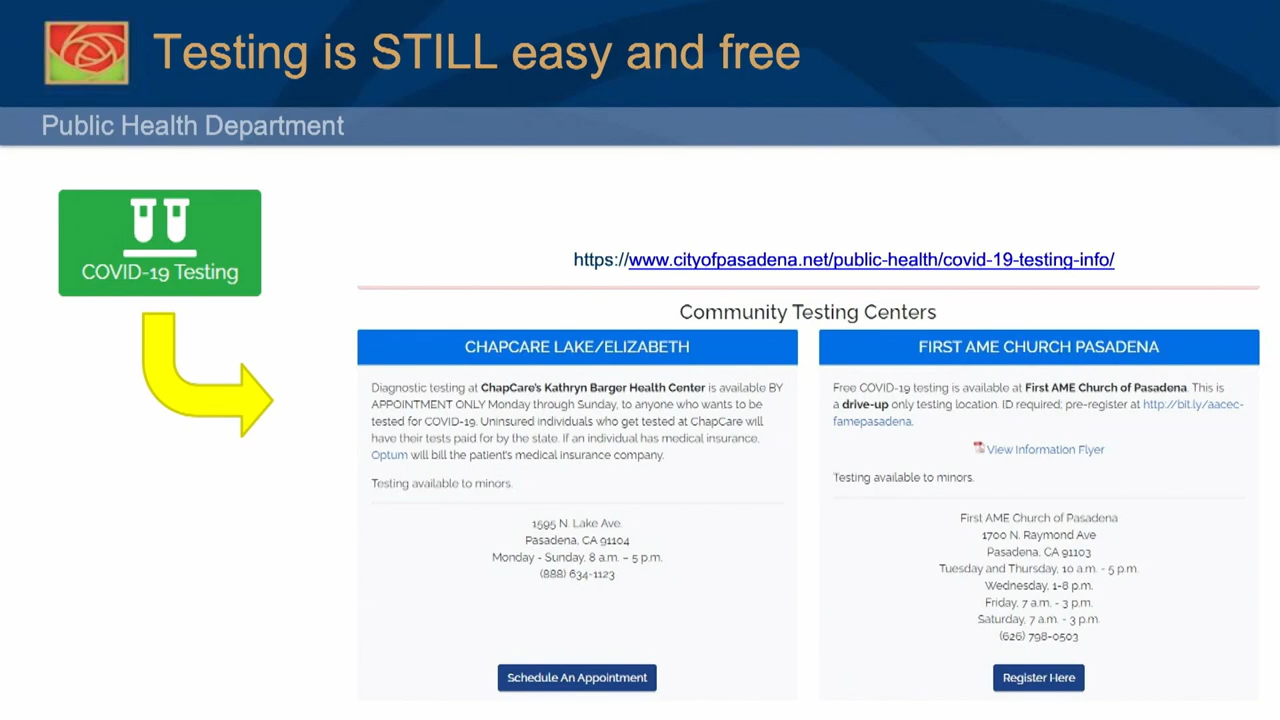 Testing is STILL easy and free
Public Health Department
COVID-19 Testing
https://www.cityofpasadena.net/public-health/covid-19-testing-info/
Community Testing Centers
CHAPCARE LAKE/ELIZABETH
Diagnostic testing at ChapCare's Kathryn Barger Health Center is available BY
APPOINTMENT ONLY Monday through Sunday, to anyone who wants to be
tested for COVID-19. Uninsured individuals who get tested at ChapCare will
have their tests paid for by the state. If an individual has medical insurance,
Optum will bill the patient's medical insurance company.
Testing available to minors.
1595 N. Lake Ave.
Pasadena, CA 91104
Monday - Sunday, 8 a.m. – 5 p.m.
(888) 634-1123
Schedule An Appointment
FIRST AME CHURCH PASADENA
Free COVID-19 testing is available at First AME Church of Pasadena. This is
a drive-up only testing location. ID required; pre-register at http://bit.ly/aacec-
famepasadena.
View Information Flyer
Testing available to minors.
First AME Church of Pasadena
1700 N. Raymond Ave
Pasadena, CA 91103
Tuesday and Thursday, 10 a.m. - 5 p.m.
Wednesday, 1-8 p.m.
Friday, 7 a.m. - 3 p.m.
Saturday, 7 a.m. - 3 p.m.
(626) 798-0503
Register Here